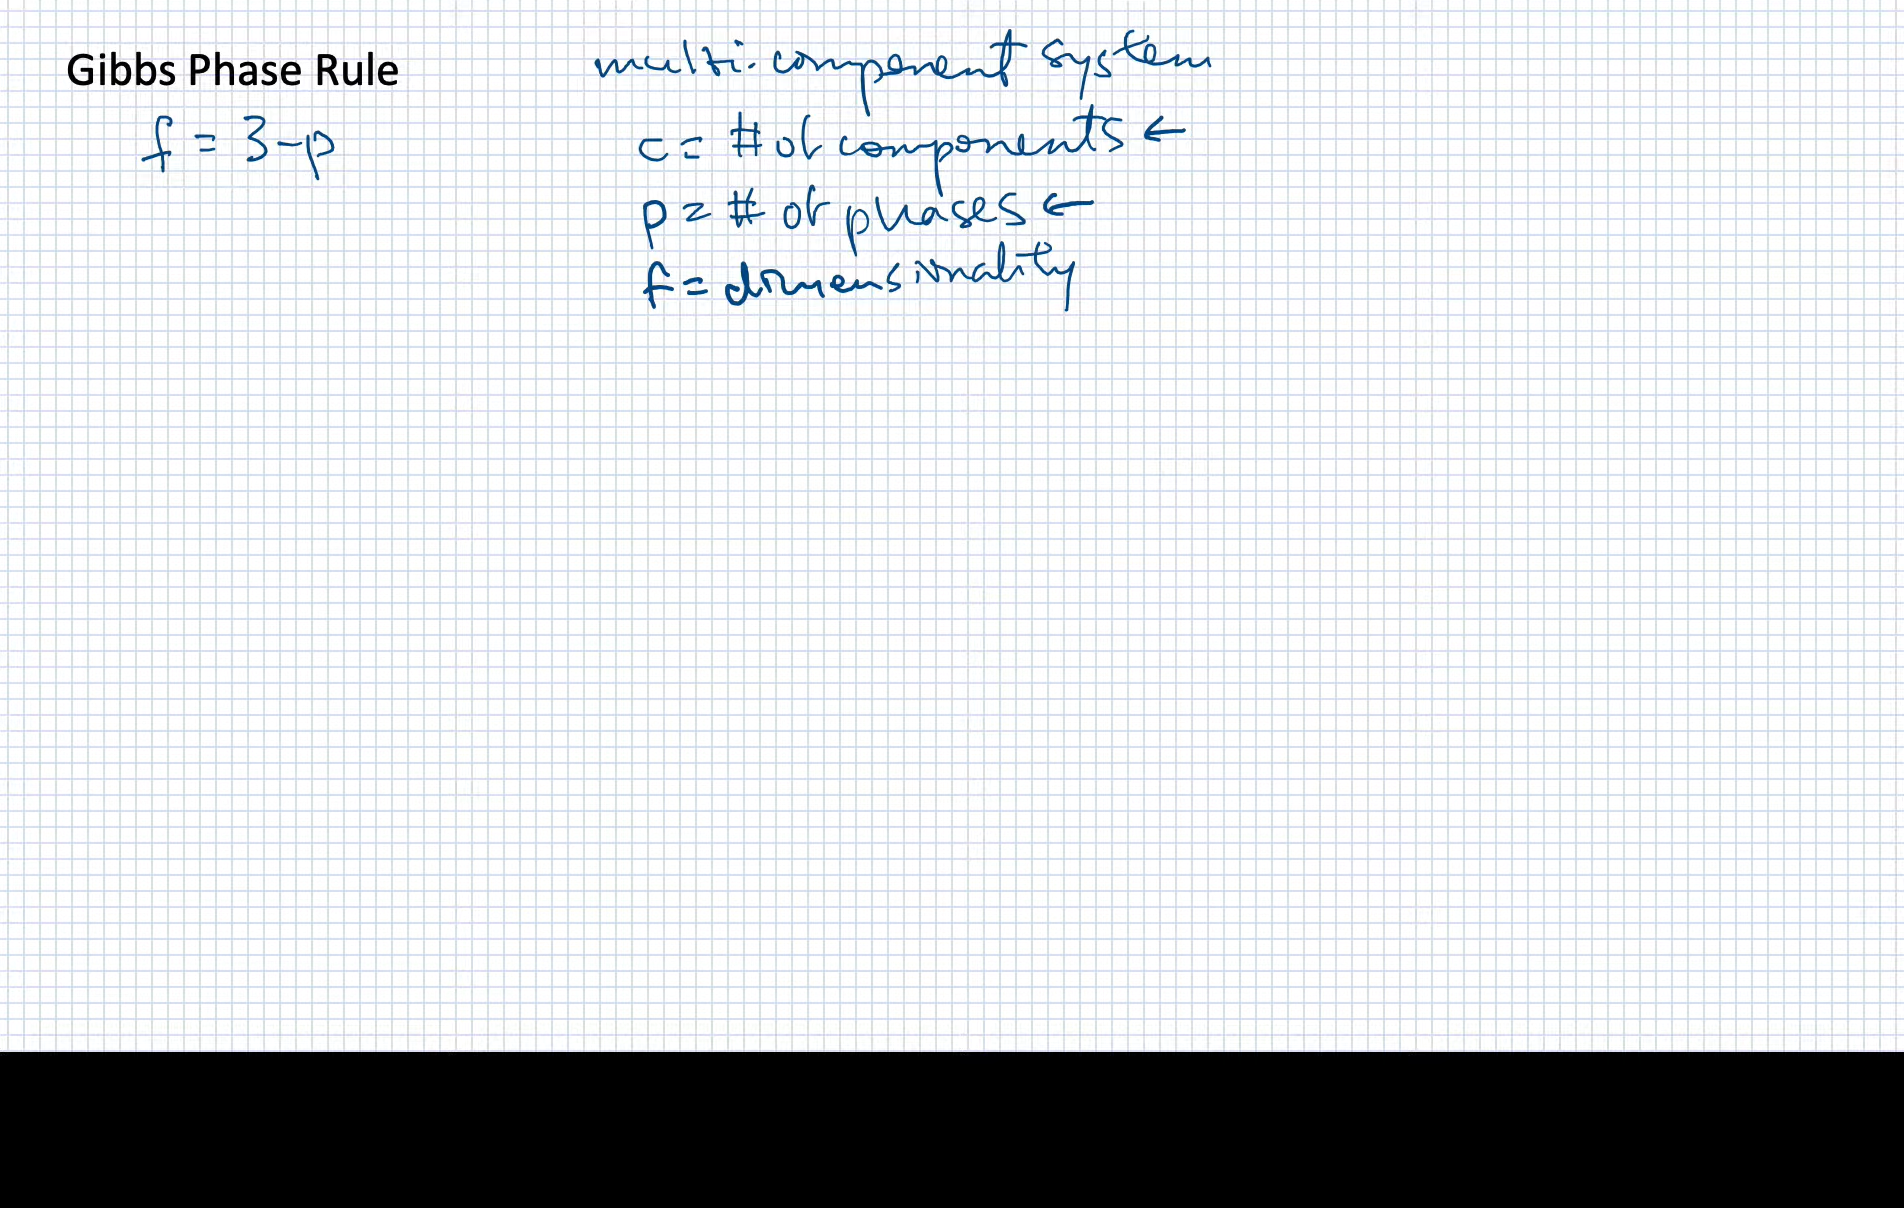 Gibbs Phase Rule
f = 3-p
multi-component system
c = # of components ←
p = # of phases ←
f = dimensionality